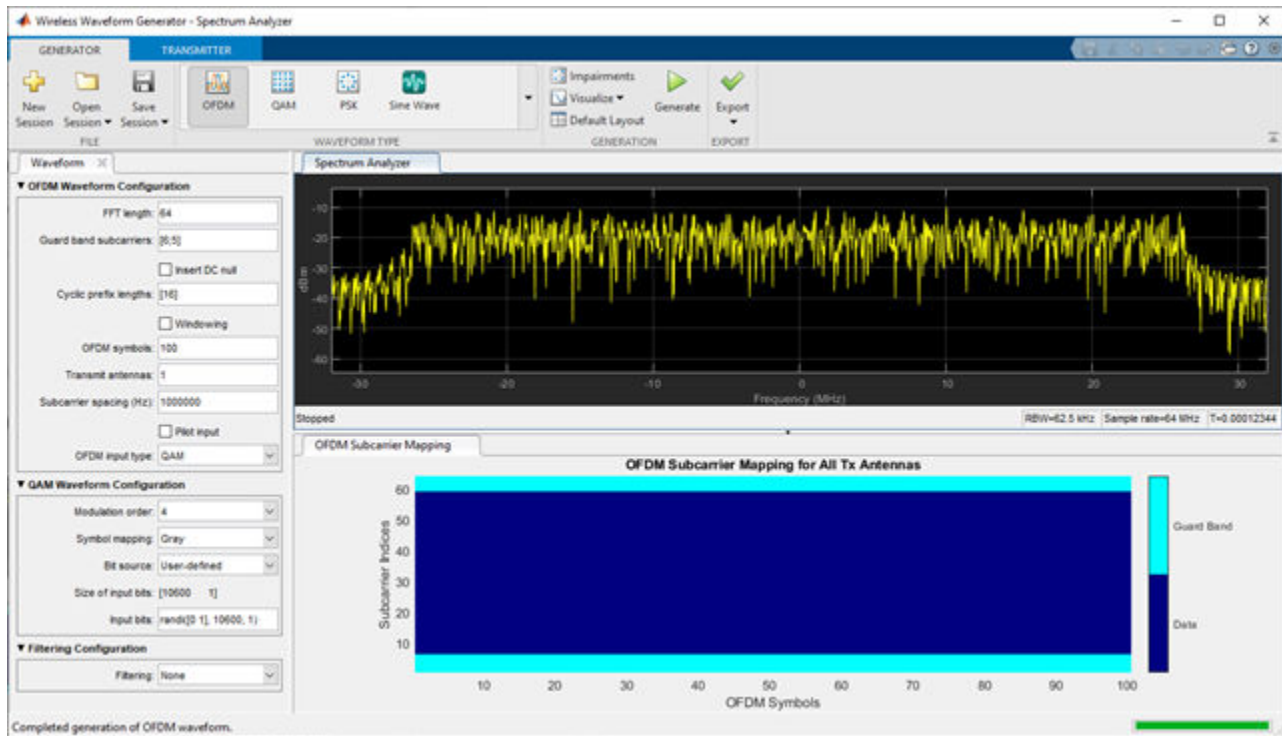 Wireless Waveform Generator - Spectrum Analyzer
GENERATOR TRANSMITTER
New Session
Open Session
Save Session
FILE
OFDM
QAM
PSK
Sine Wave
WAVEFORM TYPE
Impairments
Visualize
Default Layout
Generate
GENERATION
Export
EXPORT
Waveform
OFDM Waveform Configuration
FFT length: 64
Guard band subcarriers: [6;5]
Insert DC null
Cyclic prefix lengths: [16]
Windowing
OFDM symbols: 100
Transmit antennas: 1
Subcarrier spacing (Hz): 1000000
Pilot input
OFDM input type: QAM
QAM Waveform Configuration
Modulation order: 4
Symbol mapping: Gray
Bit source: User-defined
Size of input bits: [10600 1]
Input bits: randi([0 1], 10600, 1)
Filtering Configuration
Filtering: None
Spectrum Analyzer
dBm
-10
-20
-30
-40
-50
-60
-30 -20 -10 0 10 20 30
Frequency (MHz)
Stopped
RBW=62.5 kHz Sample rate=64 MHz T=0.00012344
OFDM Subcarrier Mapping
OFDM Subcarrier Mapping for All Tx Antennas
Subcarrier Indices
60
50
40
30
20
10
10 20 30 40 50 60 70 80 90 100
OFDM Symbols
Guard Band
Data
Completed generation of OFDM waveform.